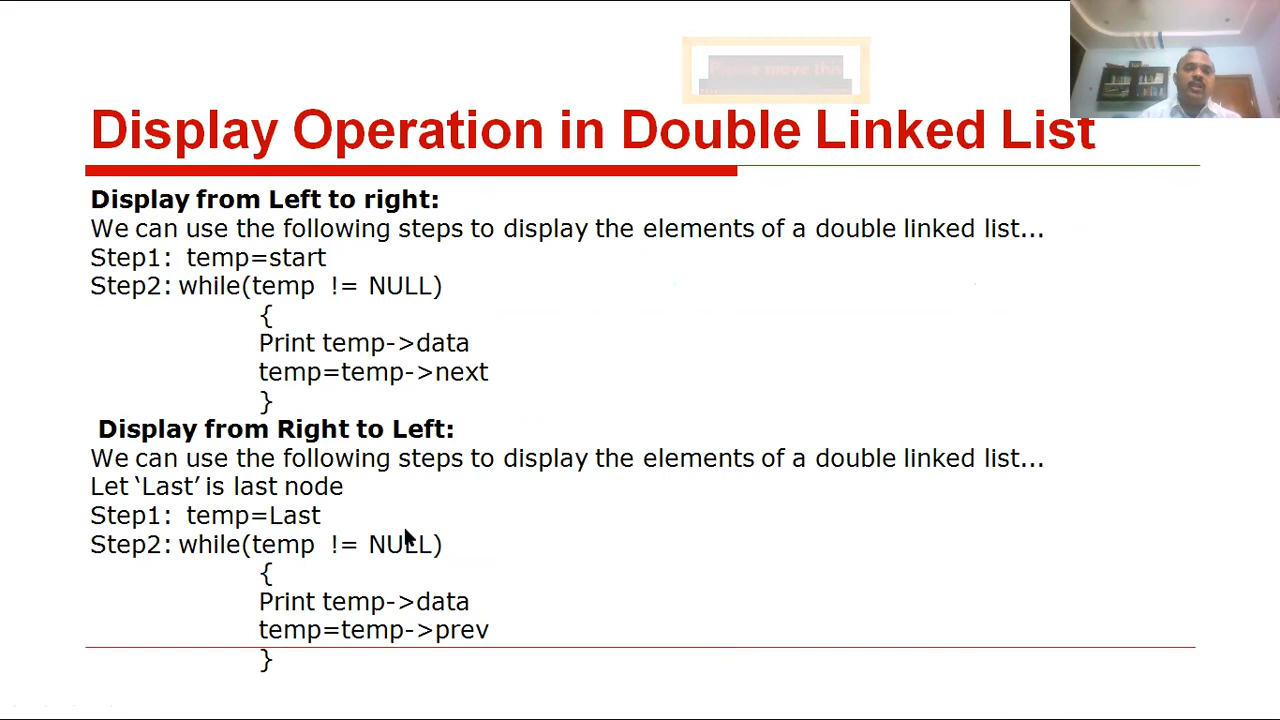 Please move this
Display Operation in Double Linked List
Display from Left to right:
We can use the following steps to display the elements of a double linked list...
Step1: temp=start
Step2: while(temp != NULL)
{
Print temp->data
temp=temp->next
}
Display from Right to Left:
We can use the following steps to display the elements of a double linked list...
Let ‘Last’ is last node
Step1: temp=Last
Step2: while(temp != NULL)
{
Print temp->data
temp=temp->prev
}